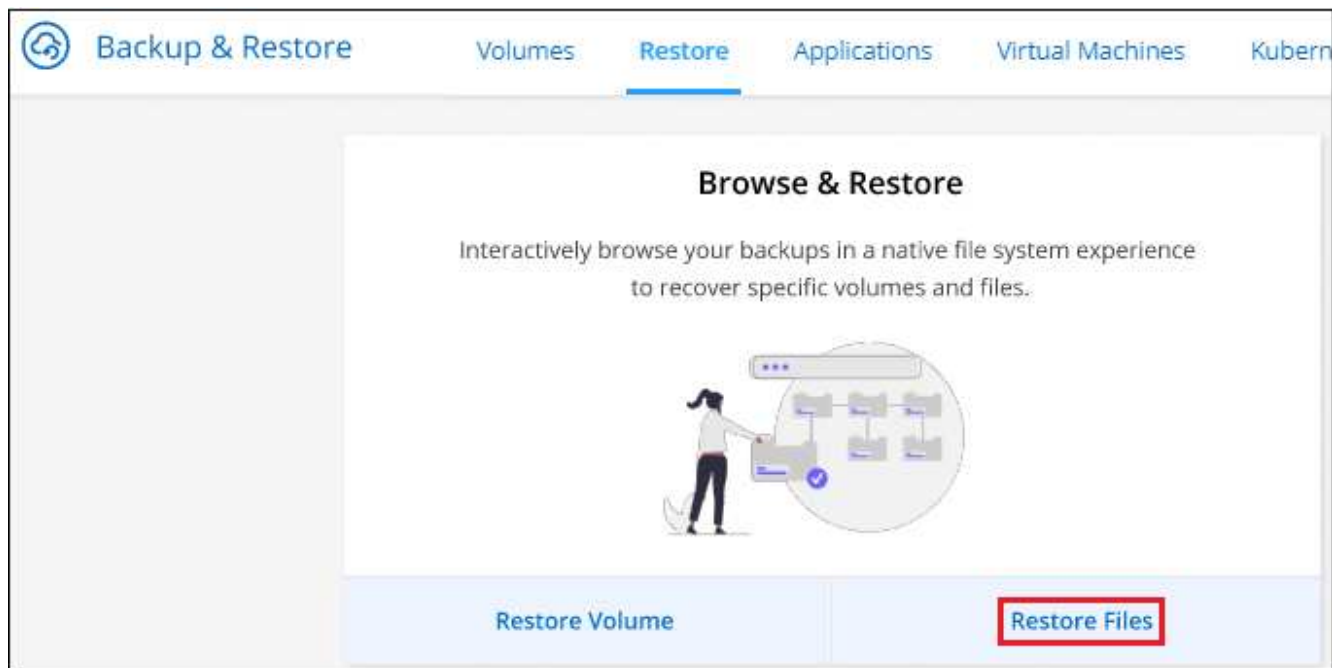 Backup & Restore Volumes Restore Applications Virtual Machines Kubern
Browse & Restore
Interactively browse your backups in a native file system experience
to recover specific volumes and files.
Restore Volume Restore Files